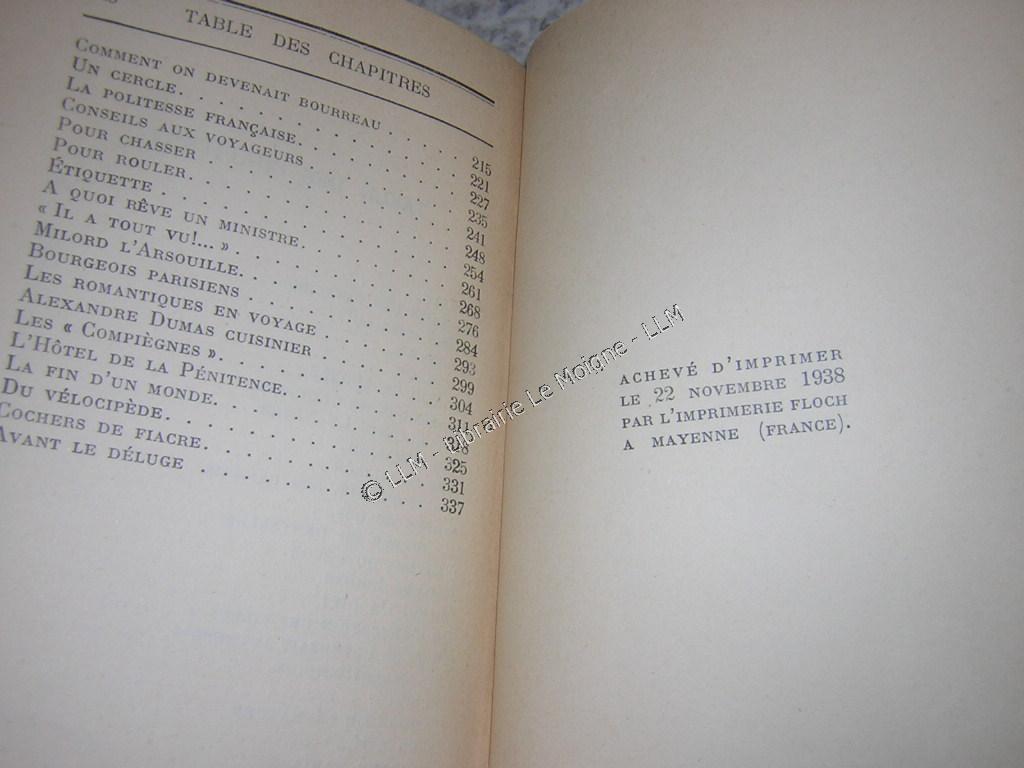 TABLE DES CHAPITRES
Comment on devenait bourreau . . . 215
Un cercle. . . . 221
La politesse française. . . . 227
Conseils aux voyageurs . . . 235
Pour chasser . . . 241
Pour rouler. . . . 248
Étiquette . . . 254
A quoi rêve un ministre. . . . 261
« Il a tout vu!... » . . . 268
Milord l'Arsouille. . . . 276
Bourgeois parisiens . . . 284
Les romantiques en voyage . . . 293
Alexandre Dumas cuisinier . . . 299
Les « Compiègnes ». . . . 304
L'Hôtel de la Pénitence. . . . 311
La fin d'un monde. . . . 318
Du vélocipède. . . . 325
Cochers de fiacre. . . . 331
Avant le déluge . . . 337
ACHEVÉ D'IMPRIMER
LE 22 NOVEMBRE 1938
PAR L'IMPRIMERIE FLOCH
A MAYENNE (FRANCE).
© LLM - Librairie Le Moigne - LLM